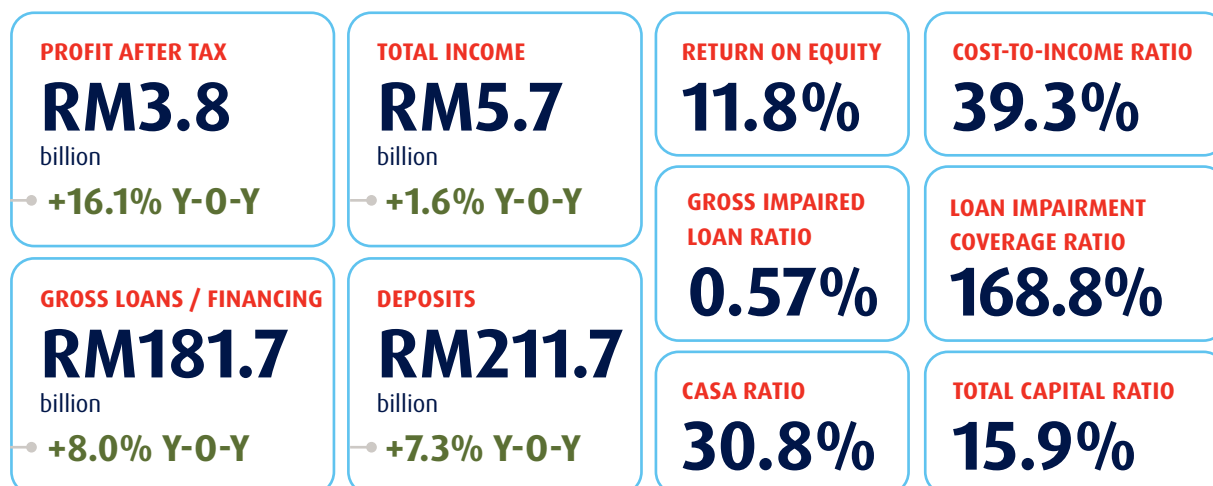 PROFIT AFTER TAX
RM3.8
billion
+16.1% Y-O-Y
TOTAL INCOME
RM5.7
billion
+1.6% Y-O-Y
RETURN ON EQUITY
11.8%
COST-TO-INCOME RATIO
39.3%
GROSS IMPAIRED
LOAN RATIO
0.57%
LOAN IMPAIRMENT
COVERAGE RATIO
168.8%
GROSS LOANS / FINANCING
RM181.7
billion
+8.0% Y-O-Y
DEPOSITS
RM211.7
billion
+7.3% Y-O-Y
CASA RATIO
30.8%
TOTAL CAPITAL RATIO
15.9%